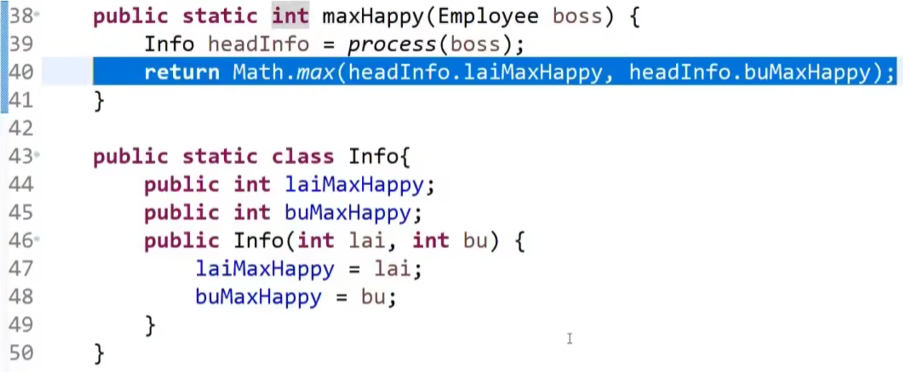 38 public static int maxHappy(Employee boss) {
39 Info headInfo = process(boss);
40 return Math.max(headInfo.laiMaxHappy, headInfo.buMaxHappy);
41 }
42
43 public static class Info{
44 public int laiMaxHappy;
45 public int buMaxHappy;
46 public Info(int lai, int bu) {
47 laiMaxHappy = lai;
48 buMaxHappy = bu;
49 }
50 }